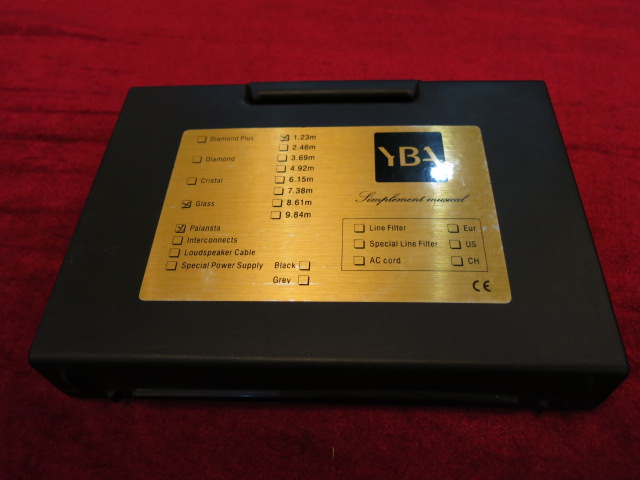 Diamond Plus
Diamond
Cristal
Glass
1.23m
2.46m
3.69m
4.92m
6.15m
7.38m
8.61m
9.84m
YBA
Simplement musical
Palansta
Interconnects
Loudspeaker Cable
Special Power Supply
Black
Grey
Line Filter
Special Line Filter
AC cord
Eur.
US
CH
CE